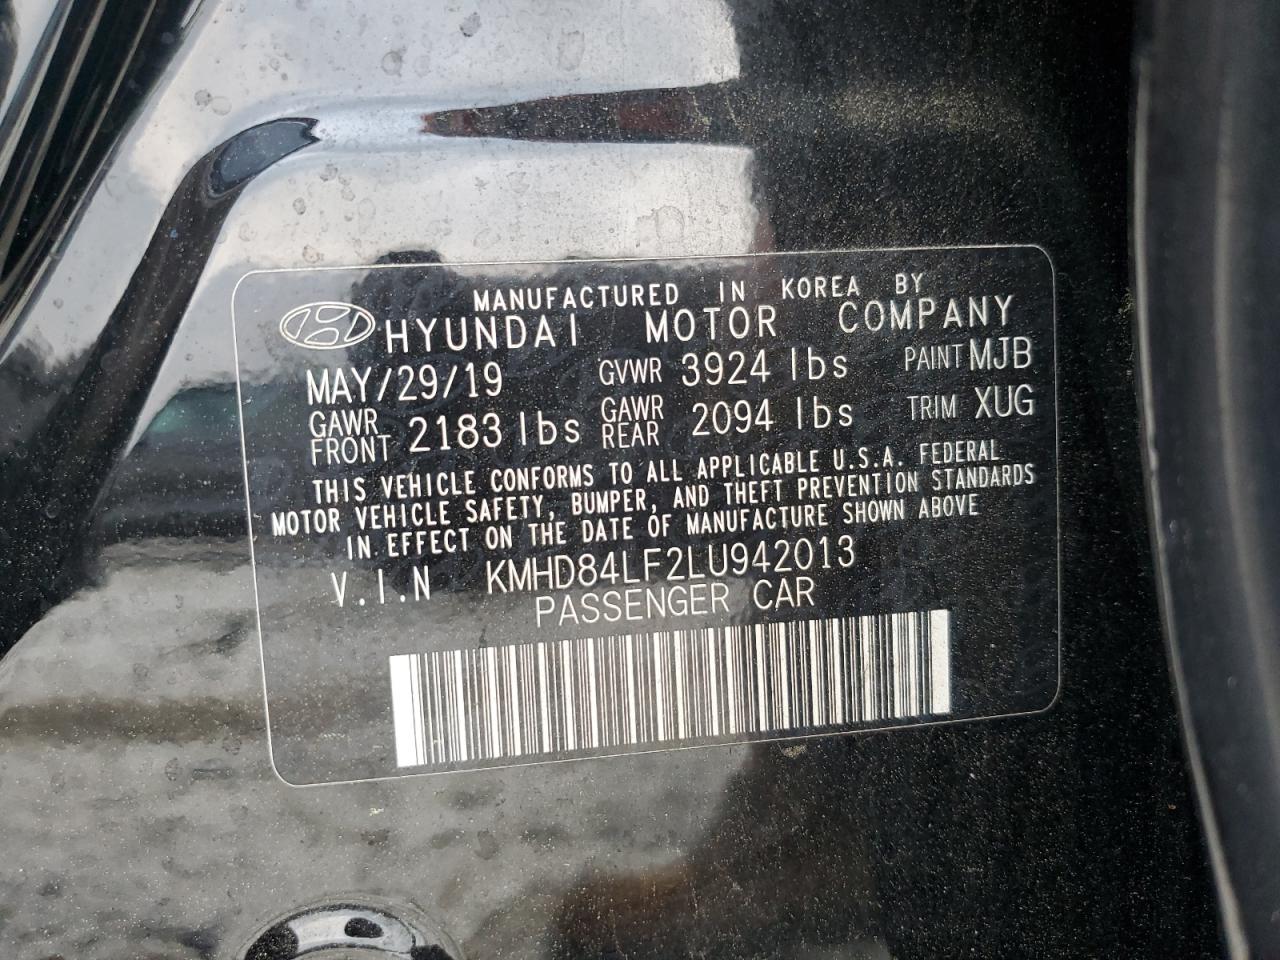 MANUFACTURED IN KOREA BY
HYUNDAI MOTOR COMPANY
MAY/29/19 GVWR 3924 lbs PAINT MJB
GAWR FRONT 2183 lbs GAWR REAR 2094 lbs TRIM XUG
THIS VEHICLE CONFORMS TO ALL APPLICABLE U.S.A. FEDERAL
MOTOR VEHICLE SAFETY, BUMPER, AND THEFT PREVENTION STANDARDS
IN EFFECT ON THE DATE OF MANUFACTURE SHOWN ABOVE
V.I.N KMHD84LF2LU942013
PASSENGER CAR